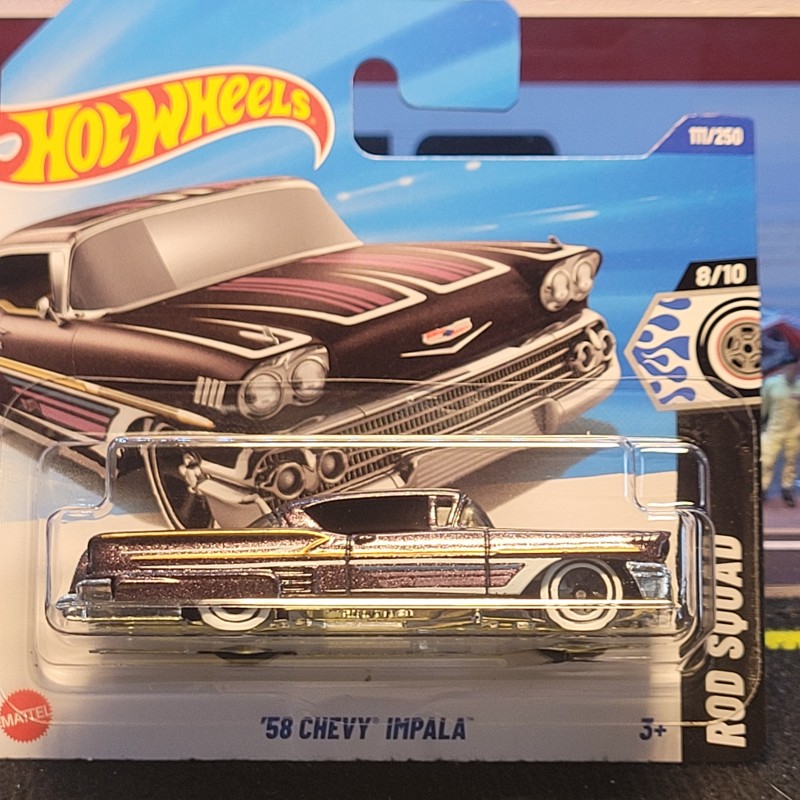 HOT WHEELS
111/250
8/10
ROD SQUAD
MATTEL
'58 CHEVY® IMPALA™
3+